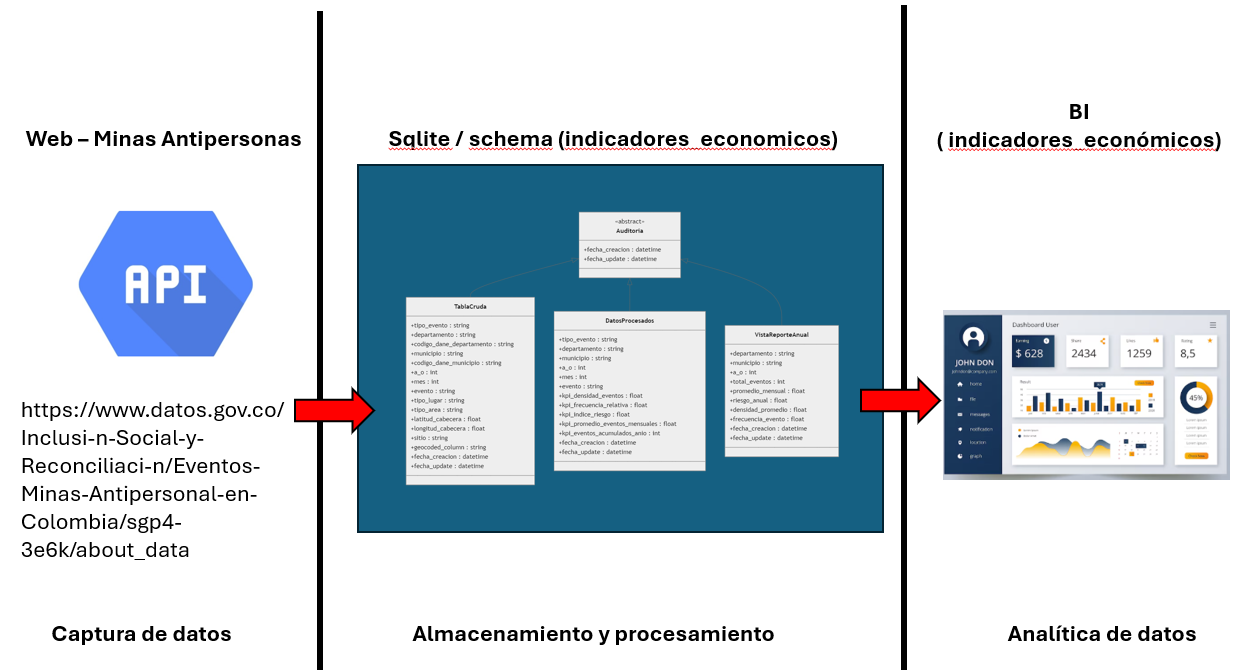 Web – Minas Antipersonas
API
https://www.datos.gov.co/
Inclusi-n-Social-y-
Reconciliaci-n/Eventos-
Minas-Antipersonal-en-
Colombia/sgp4-
3e6k/about_data
Captura de datos
Sqlite / schema (indicadores_economicos)
«abstract»
Auditoria
+fecha_creacion : datetime
+fecha_update : datetime
TablaCruda
+tipo_evento : string
+departamento : string
+codigo_dane_departamento : string
+municipio : string
+codigo_dane_municipio : string
+a_o : int
+mes : int
+evento : string
+tipo_lugar : string
+tipo_area : string
+latitud_cabecera : float
+longitud_cabecera : float
+sitio : string
+geocoded_column : string
+fecha_creacion : datetime
+fecha_update : datetime
DatosProcesados
+tipo_evento : string
+departamento : string
+municipio : string
+a_o : int
+mes : int
+evento : string
+kpi_densidad_eventos : float
+kpi_frecuencia_relativa : float
+kpi_indice_riesgo : float
+kpi_promedio_eventos_mensuales : float
+kpi_eventos_acumulados_anio : int
+fecha_creacion : datetime
+fecha_update : datetime
VistaReporteAnual
+departamento : string
+municipio : string
+a_o : int
+total_eventos : int
+promedio_mensual : float
+riesgo_anual : float
+densidad_promedio : float
+frecuencia_evento : float
+fecha_creacion : datetime
+fecha_update : datetime
Almacenamiento y procesamiento
BI
( indicadores_económicos)
Dashboard User
JOHN DON
home
file
messages
notification
location
graph
Earning
$ 628
Share
2434
Likes
1259
Rating
8,5
Result
45%
Analítica de datos